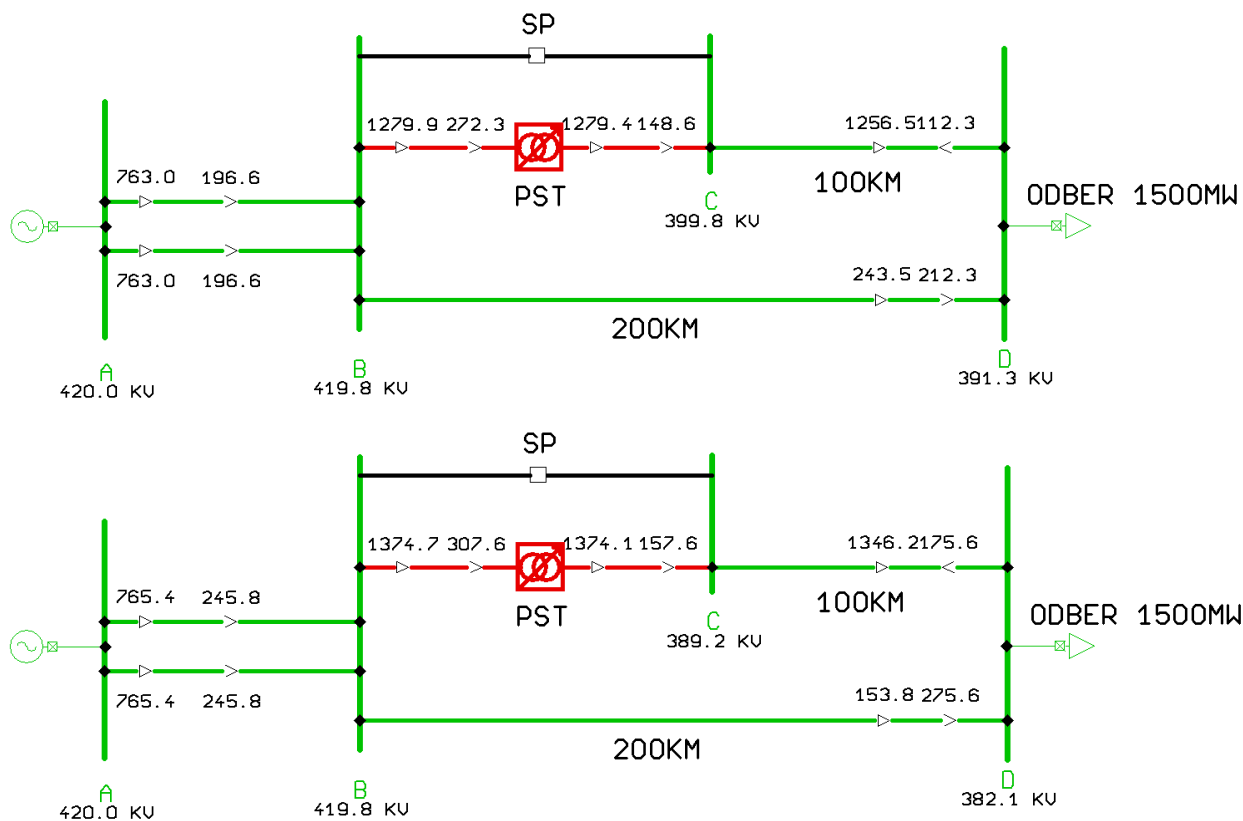 SP
1279.9 272.3 1279.4 148.6 1256.5 112.3
PST
100KM
ODBER 1500MW
763.0 196.6
C
399.8 KV
763.0 196.6
243.5 212.3
200KM
A
420.0 KV
B
419.8 KV
D
391.3 KV
SP
1374.7 307.6 1374.1 157.6 1346.2 175.6
PST
100KM
ODBER 1500MW
765.4 245.8
C
389.2 KV
765.4 245.8
153.8 275.6
200KM
A
420.0 KV
B
419.8 KV
D
382.1 KV